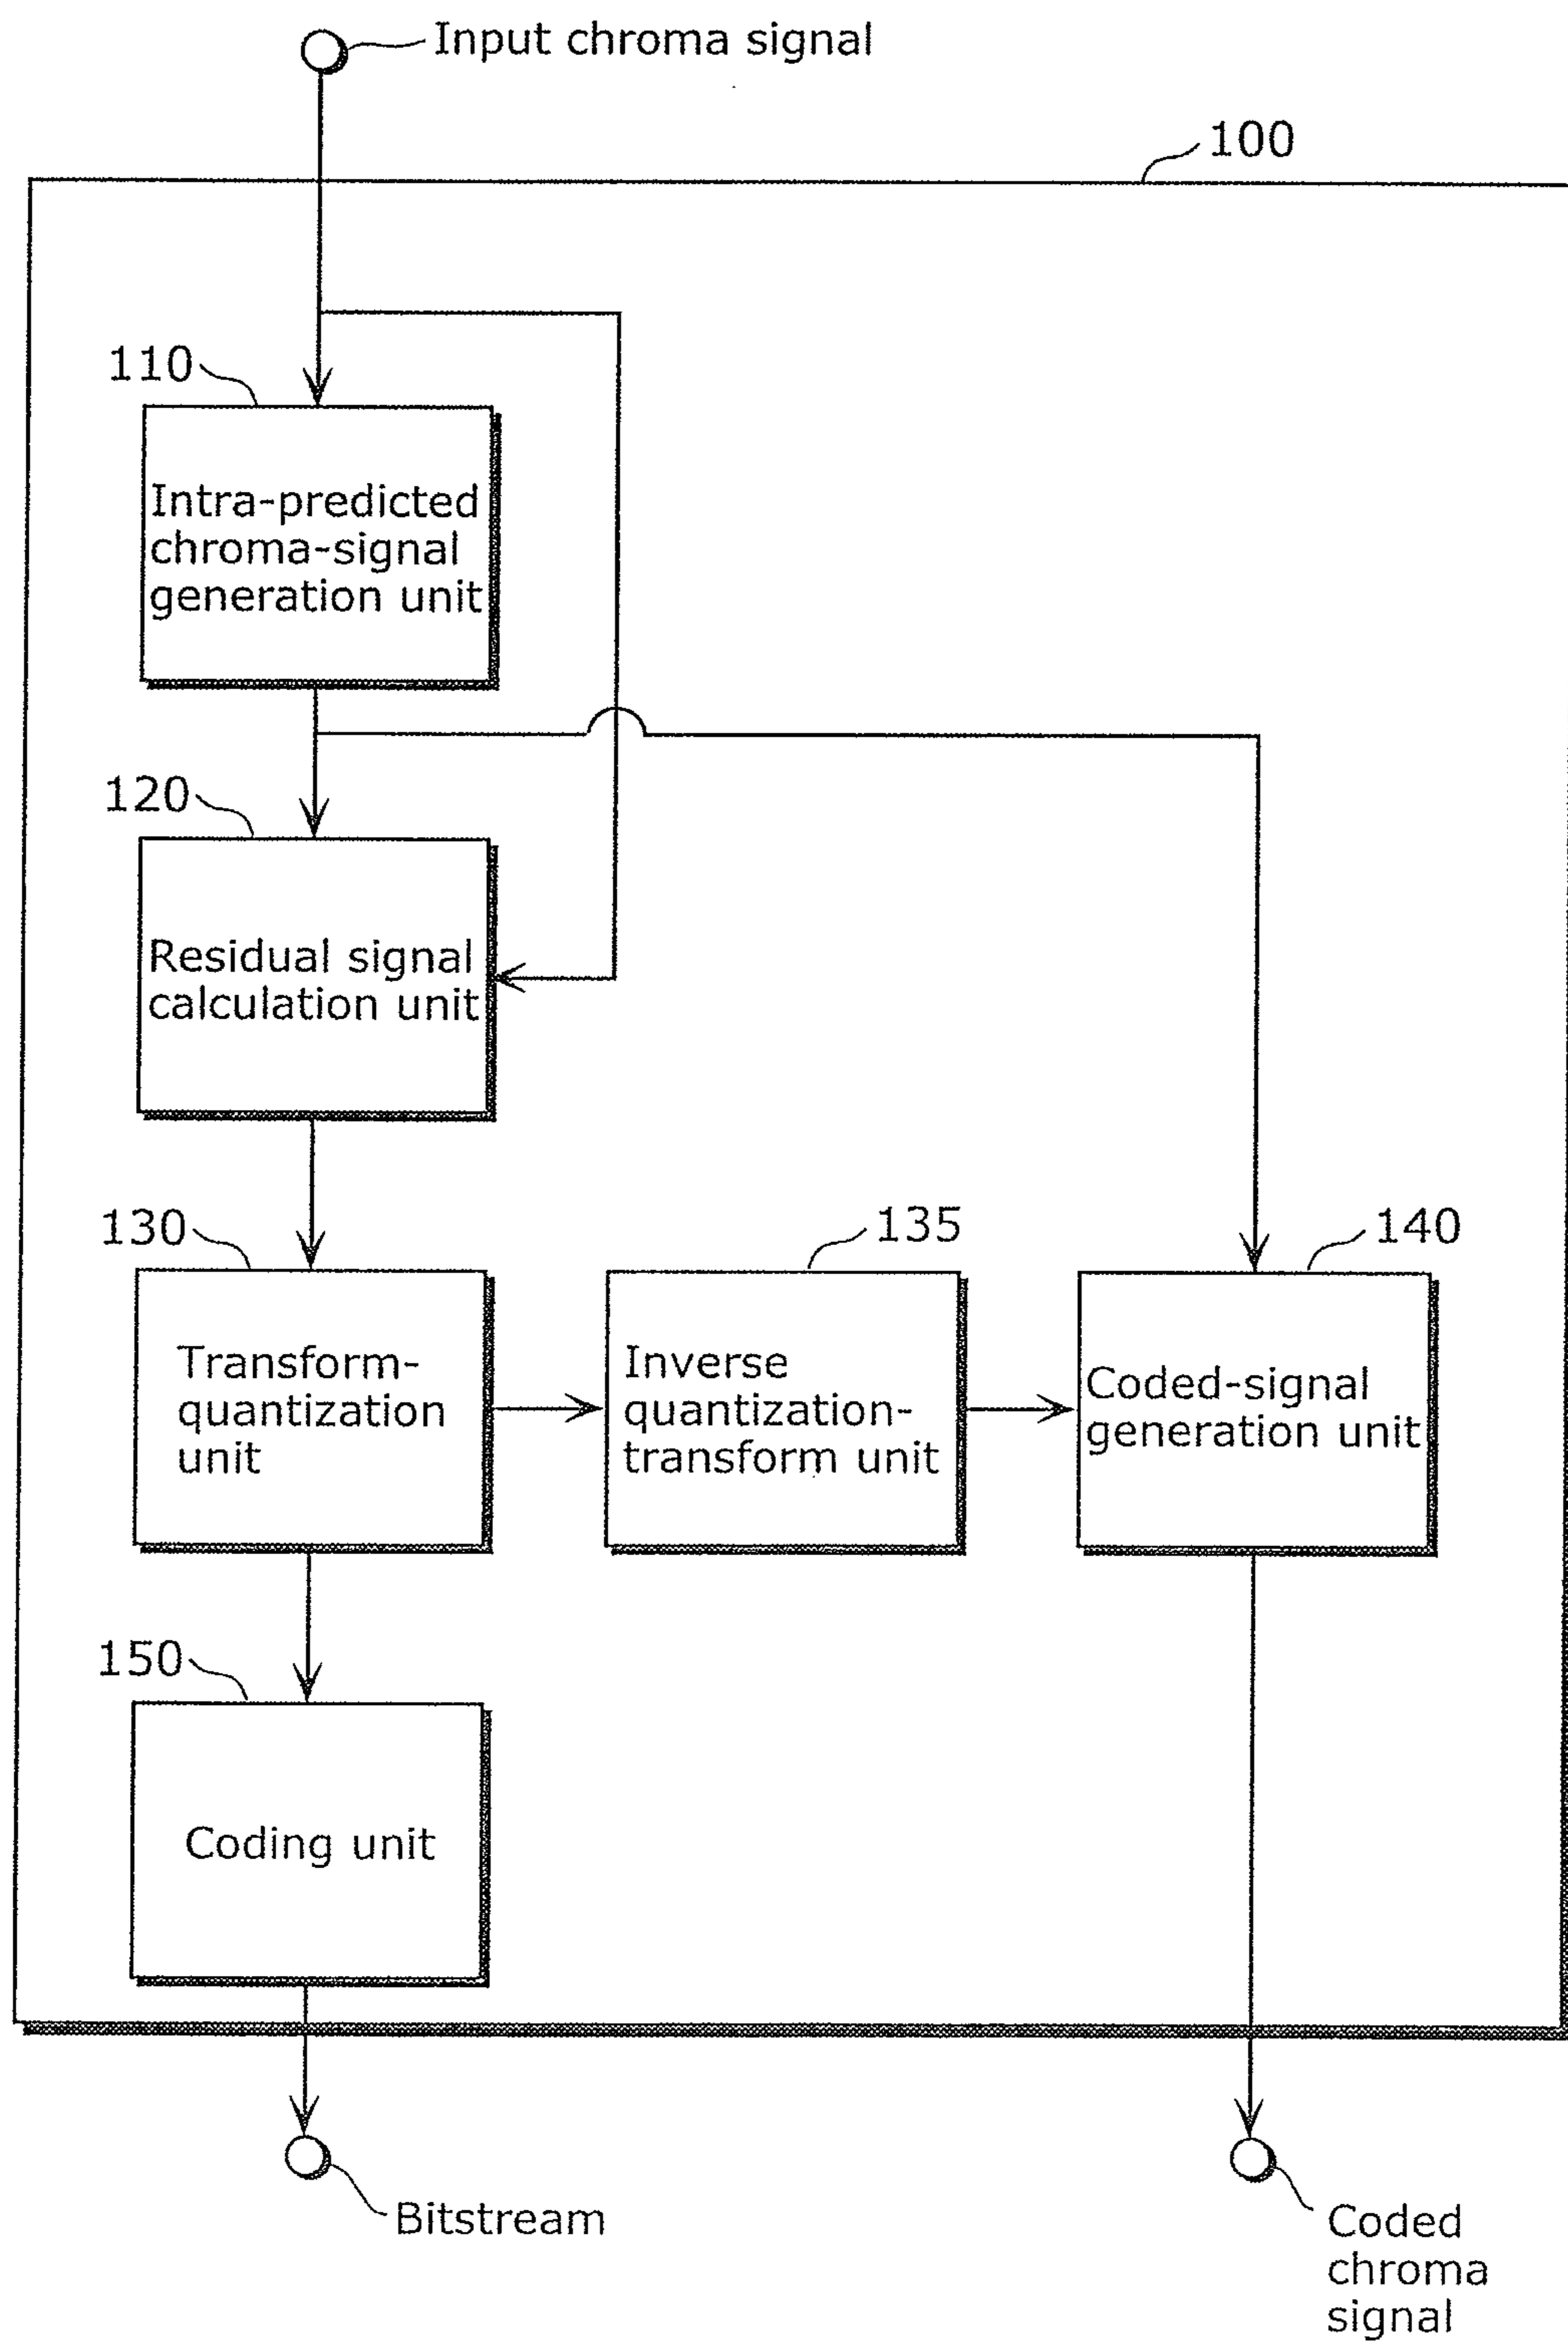 Input chroma signal
100
110
Intra-predicted
chroma-signal
generation unit
120
Residual signal
calculation unit
130
Transform-
quantization
unit
135
Inverse
quantization-
transform unit
140
Coded-signal
generation unit
150
Coding unit
Bitstream
Coded
chroma
signal